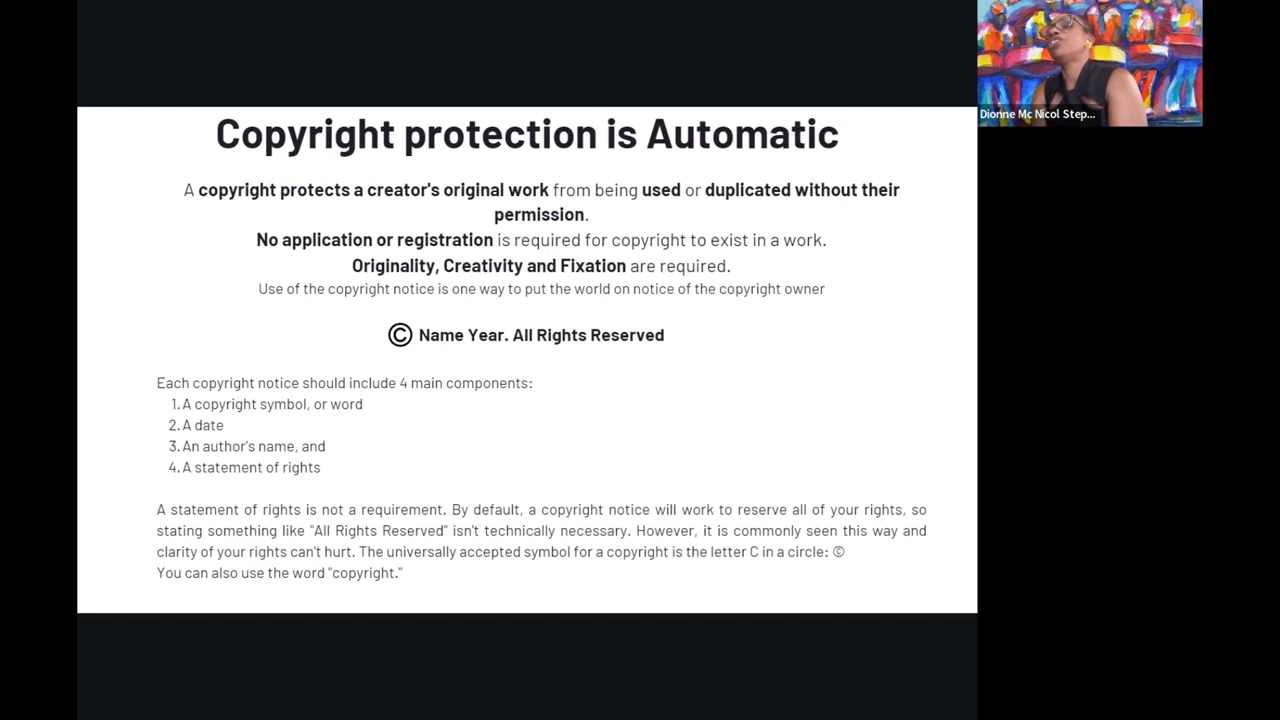 Copyright protection is Automatic
A copyright protects a creator's original work from being used or duplicated without their
permission.
No application or registration is required for copyright to exist in a work.
Originality, Creativity and Fixation are required.
Use of the copyright notice is one way to put the world on notice of the copyright owner
© Name Year. All Rights Reserved
Each copyright notice should include 4 main components:
1. A copyright symbol, or word
2. A date
3. An author's name, and
4. A statement of rights
A statement of rights is not a requirement. By default, a copyright notice will work to reserve all of your rights, so
stating something like "All Rights Reserved" isn't technically necessary. However, it is commonly seen this way and
clarity of your rights can't hurt. The universally accepted symbol for a copyright is the letter C in a circle: ©
You can also use the word "copyright."
Dionne Mc Nicol Step...